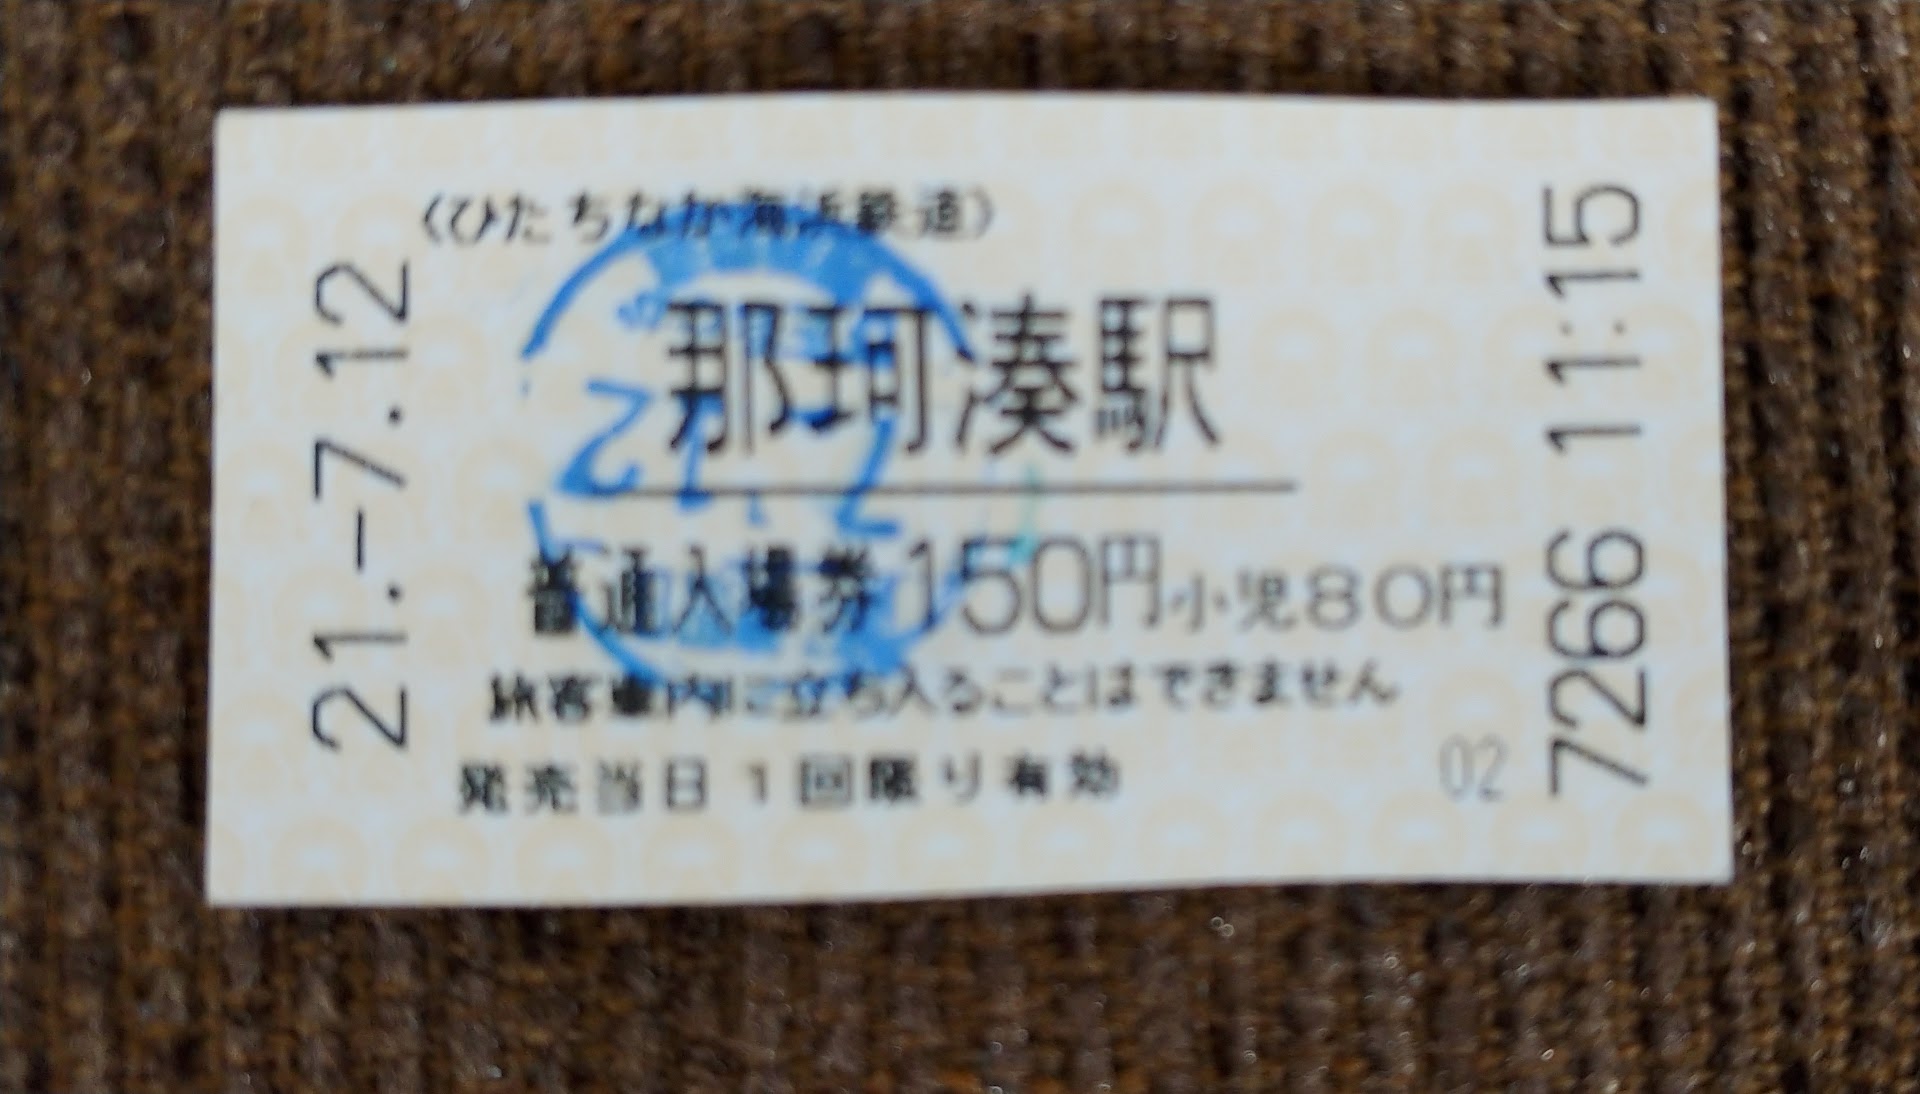 〈ひたちなか海浜鉄道〉
21.-7.12
那珂湊駅
普通入場券 150円 小児80円
旅客車内に立ち入ることはできません
発売当日1回限り有効
02
7266 11:15